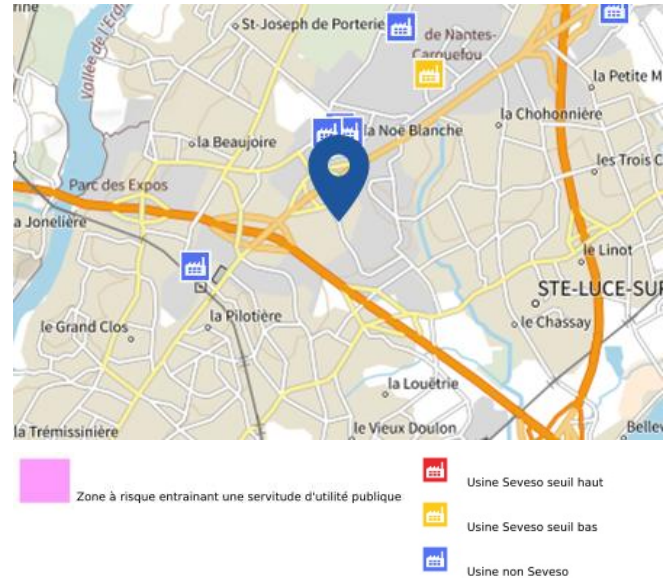 nne
St-Joseph de Porterie
de Nantes-
Carquefou
Vallée de l'Erdre
la Petite M
la Chohonnière
la Beaujoire
la Noë Blanche
les Trois C
Parc des Expos
a Jonelière
le Linot
STE-LUCE-SUR
le Grand Clos
la Pilotière
le Chassay
la Louëtrie
la Trémissinière
le Vieux Doulon
Bellev
Zone à risque entrainant une servitude d'utilité publique
Usine Seveso seuil haut
Usine Seveso seuil bas
Usine non Seveso